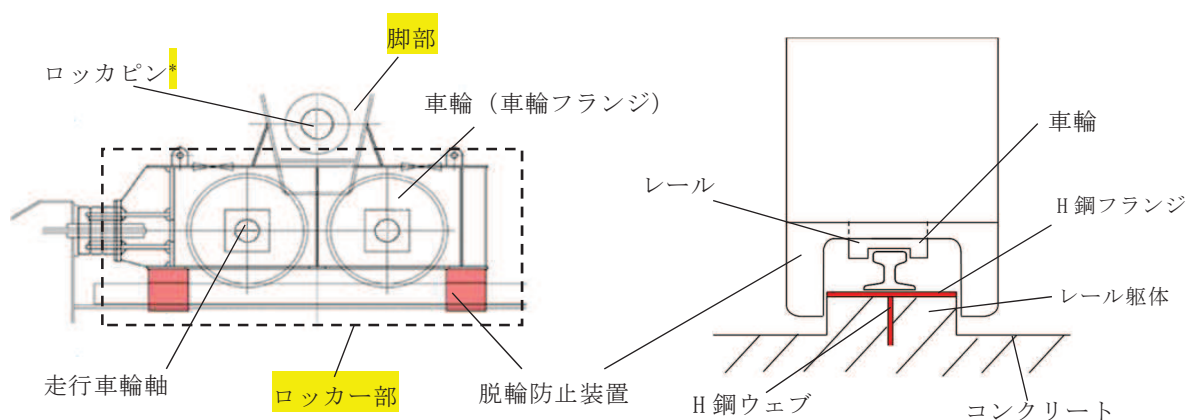 脚部
ロッカピン*
車輪（車輪フランジ）
走行車輪軸
ロッカー部
脱輪防止装置
車輪
レール
H鋼フランジ
レール躯体
H鋼ウェブ
コンクリート